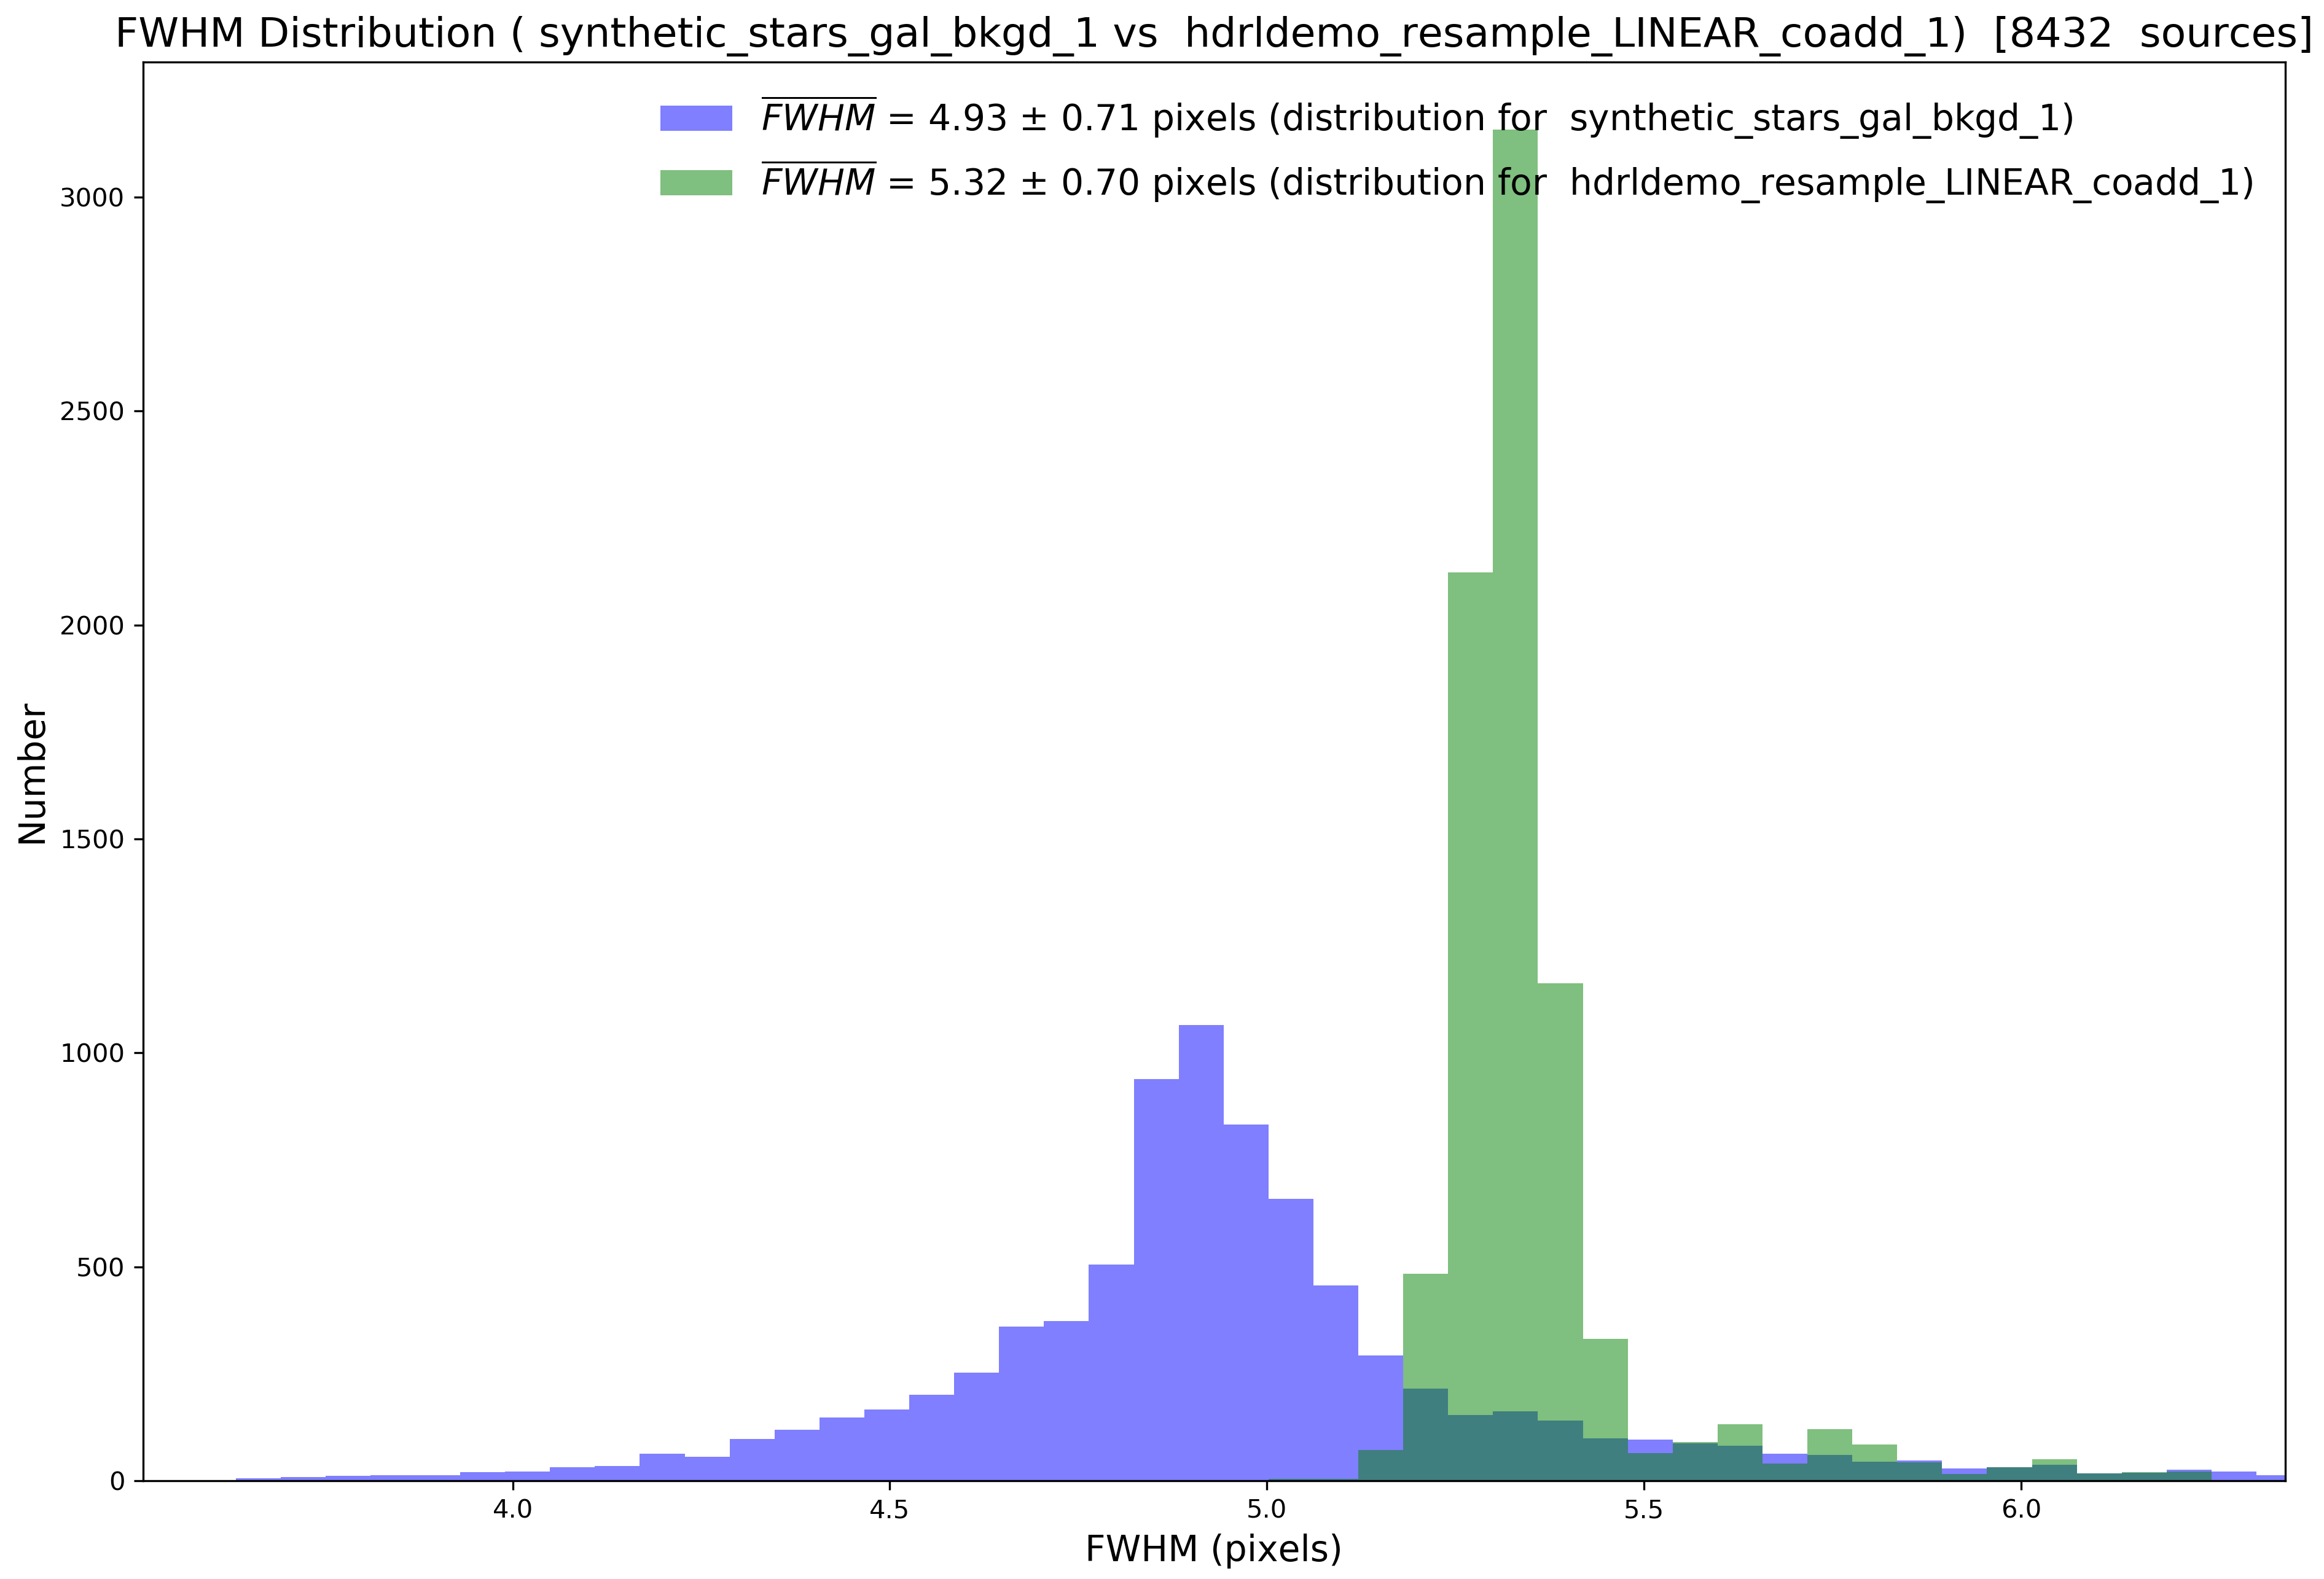 FWHM Distribution ( synthetic_stars_gal_bkgd_1 vs  hdrldemo_resample_LINEAR_coadd_1)  [8432  sources]
FWHM = 4.93 ± 0.71 pixels (distribution for  synthetic_stars_gal_bkgd_1)
FWHM = 5.32 ± 0.70 pixels (distribution for  hdrldemo_resample_LINEAR_coadd_1)
3000
2500
2000
1500
1000
500
0
Number
4.0 4.5 5.0 5.5 6.0
FWHM (pixels)